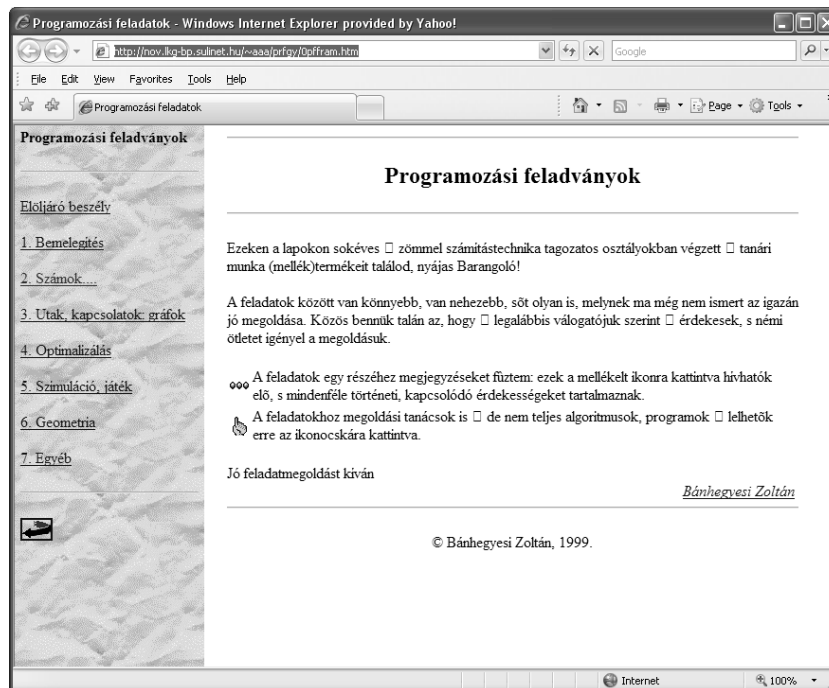 Programozási feladatok - Windows Internet Explorer provided by Yahoo!
http://nov.lkg-bp.sulinet.hu/~aaa/prfgy/0pffram.htm
Google
File Edit View Favorites Tools Help
Programozási feladatok
Page Tools
Programozási feladványok
Elöljáró beszély
1. Bemelegítés
2. Számok....
3. Utak, kapcsolatok: gráfok
4. Optimalizálás
5. Szimuláció, játék
6. Geometria
7. Egyéb
Programozási feladványok
Ezeken a lapokon sokéves □ zömmel számítástechnika tagozatos osztályokban végzett □ tanári
munka (mellék)termékeit találod, nyájas Barangoló!
A feladatok között van könnyebb, van nehezebb, sõt olyan is, melynek ma még nem ismert az igazán
jó megoldása. Közös bennük talán az, hogy □ legalábbis válogatójuk szerint □ érdekesek, s némi
ötletet igényel a megoldásuk.
A feladatok egy részéhez megjegyzéseket fûztem: ezek a mellékelt ikonra kattintva hívhatók
elõ, s mindenféle történeti, kapcsolódó érdekességeket tartalmaznak.
A feladatokhoz megoldási tanácsok is □ de nem teljes algoritmusok, programok □ lelhetõk
erre az ikonocskára kattintva.
Jó feladatmegoldást kíván
Bánhegyesi Zoltán
© Bánhegyesi Zoltán, 1999.
Internet
100%